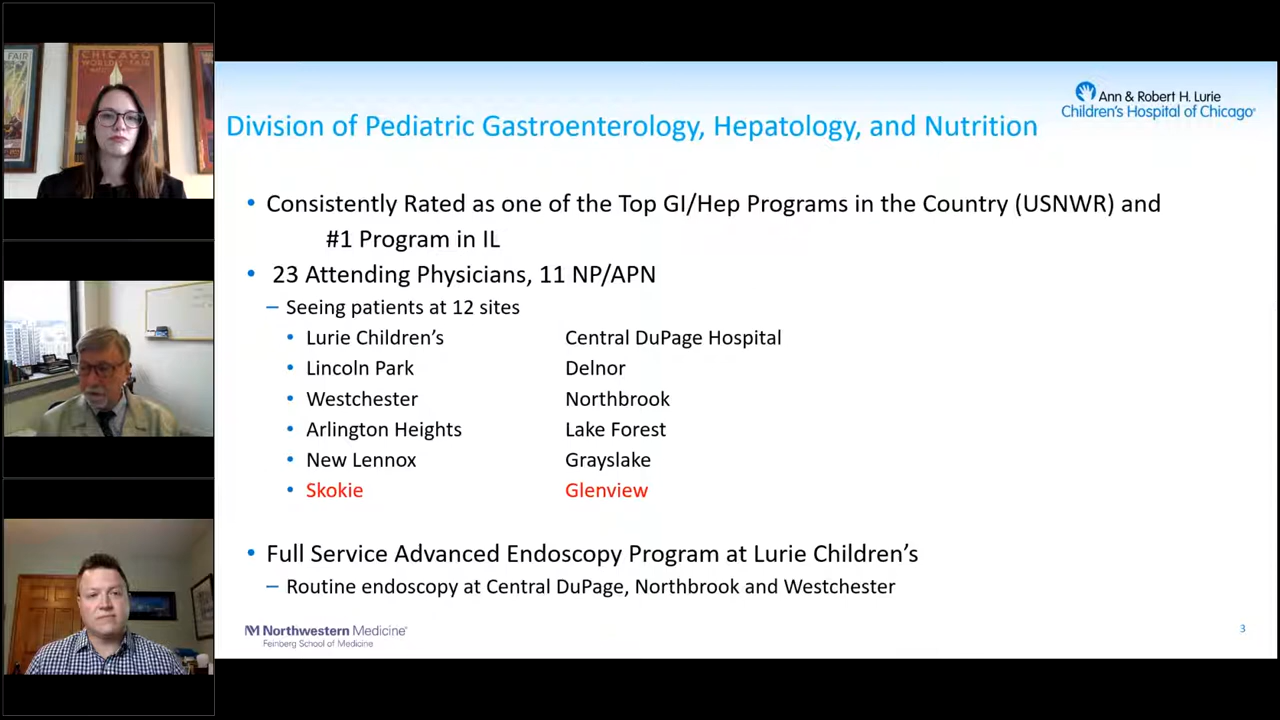 FAIR
CHICAGO
WORLD'S FAIR
Ann & Robert H. Lurie
Children's Hospital of Chicago®
Division of Pediatric Gastroenterology, Hepatology, and Nutrition
• Consistently Rated as one of the Top GI/Hep Programs in the Country (USNWR) and
#1 Program in IL
• 23 Attending Physicians, 11 NP/APN
– Seeing patients at 12 sites
• Lurie Children's Central DuPage Hospital
• Lincoln Park Delnor
• Westchester Northbrook
• Arlington Heights Lake Forest
• New Lennox Grayslake
• Skokie Glenview
• Full Service Advanced Endoscopy Program at Lurie Children's
– Routine endoscopy at Central DuPage, Northbrook and Westchester
M Northwestern Medicine®
Feinberg School of Medicine
3